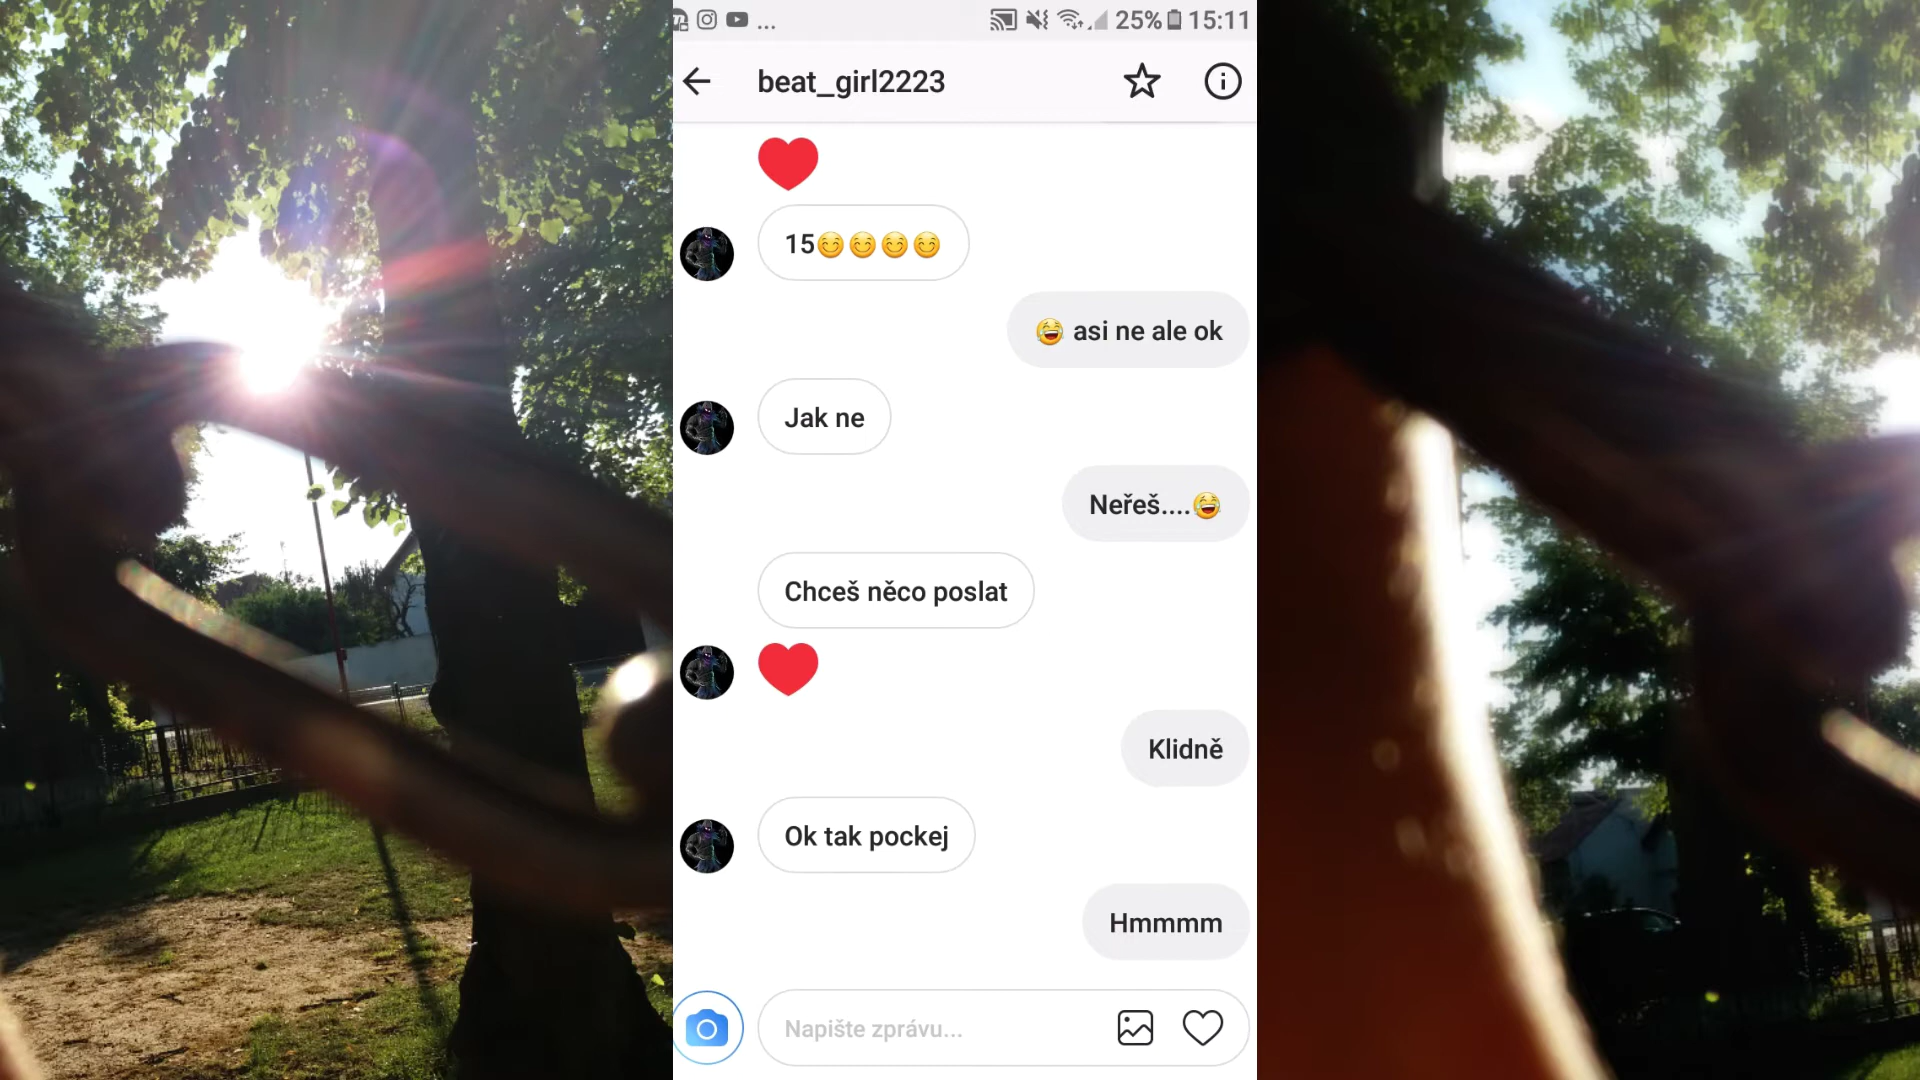 ... 25% 15:11
beat_girl2223
❤️
15😊😊😊😊
😂 asi ne ale ok
Jak ne
Neřeš....😂
Chceš něco poslat
❤️
Klidně
Ok tak pockej
Hmmmm
Napište zprávu...